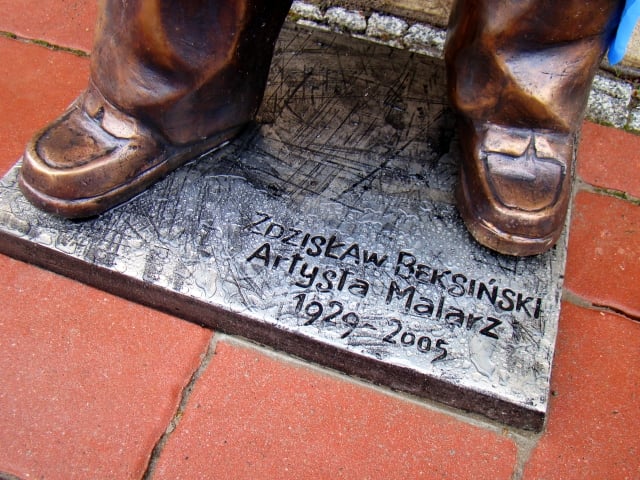 ZDZISŁAW BEKSIŃSKI
Artysta Malarz
1929-2005